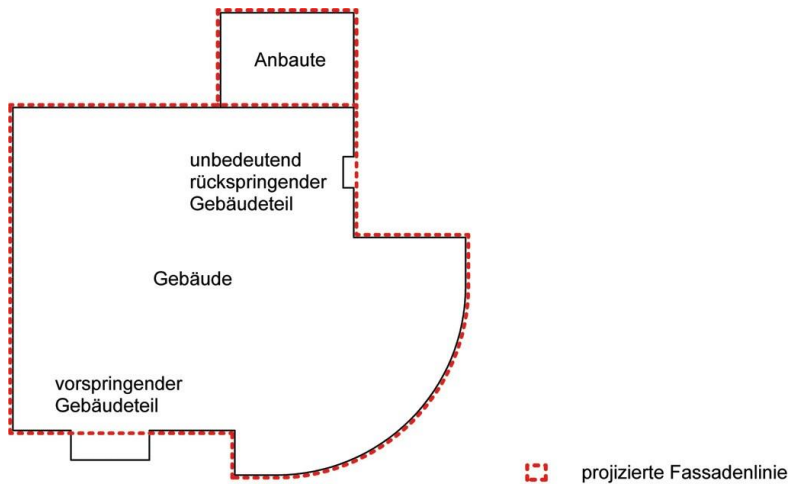 Anbaute
unbedeutend
rückspringender
Gebäudeteil
Gebäude
vorspringender
Gebäudeteil
projizierte Fassadenlinie